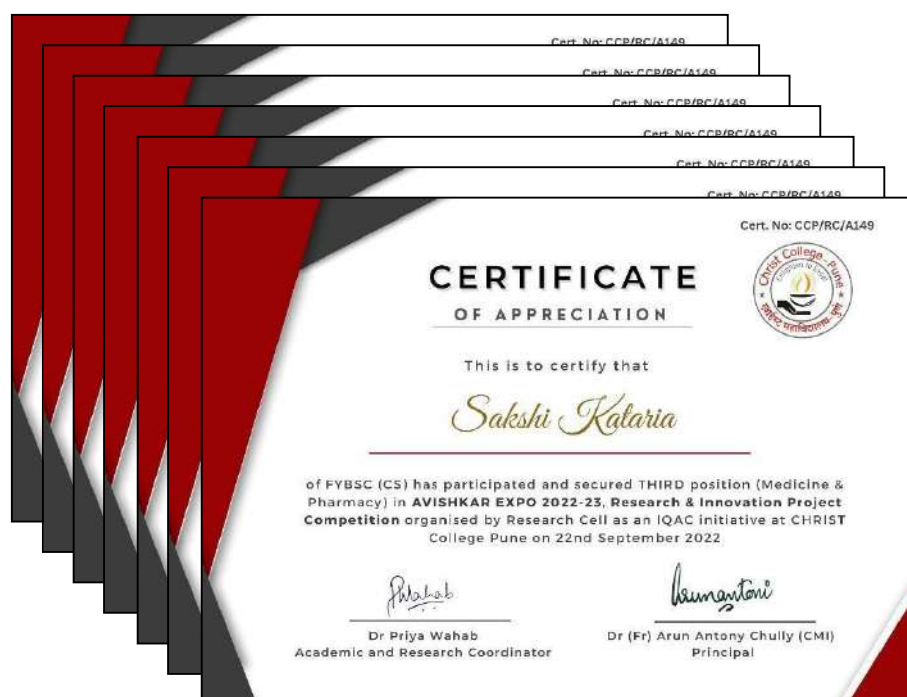 Cert. No: CCP/RC/A149
Cert. No: CCP/RC/A149
Cert. No: CCP/RC/A149
Cert. No: CCP/RC/A149
Cert. No: CCP/RC/A149
Cert. No: CCP/RC/A149
Cert. No: CCP/RC/A149
Christ College-Pune
महाविद्यालय-पुणे
CERTIFICATE
OF APPRECIATION
This is to certify that
Sakshi Kataria
of FYBSC (CS) has participated and secured THIRD position (Medicine &
Pharmacy) in AVISHKAR EXPO 2022-23, Research & Innovation Project
Competition organised by Research Cell as an IQAC initiative at CHRIST
College Pune on 22nd September 2022
Dr Priya Wahab
Academic and Research Coordinator
Dr (Fr) Arun Antony Chully (CMI)
Principal